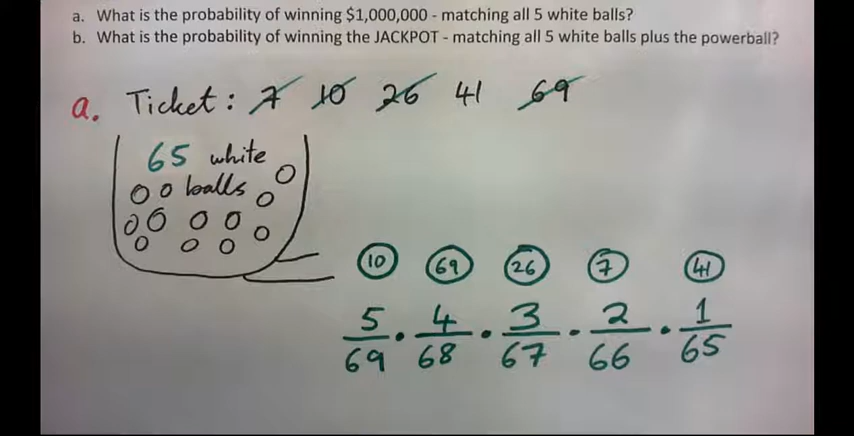 a. What is the probability of winning $1,000,000 - matching all 5 white balls?
b. What is the probability of winning the JACKPOT - matching all 5 white balls plus the powerball?
a. Ticket: 7 10 26 41 69
65 white
balls
10 69 26 7 41
5/69 · 4/68 · 3/67 · 2/66 · 1/65